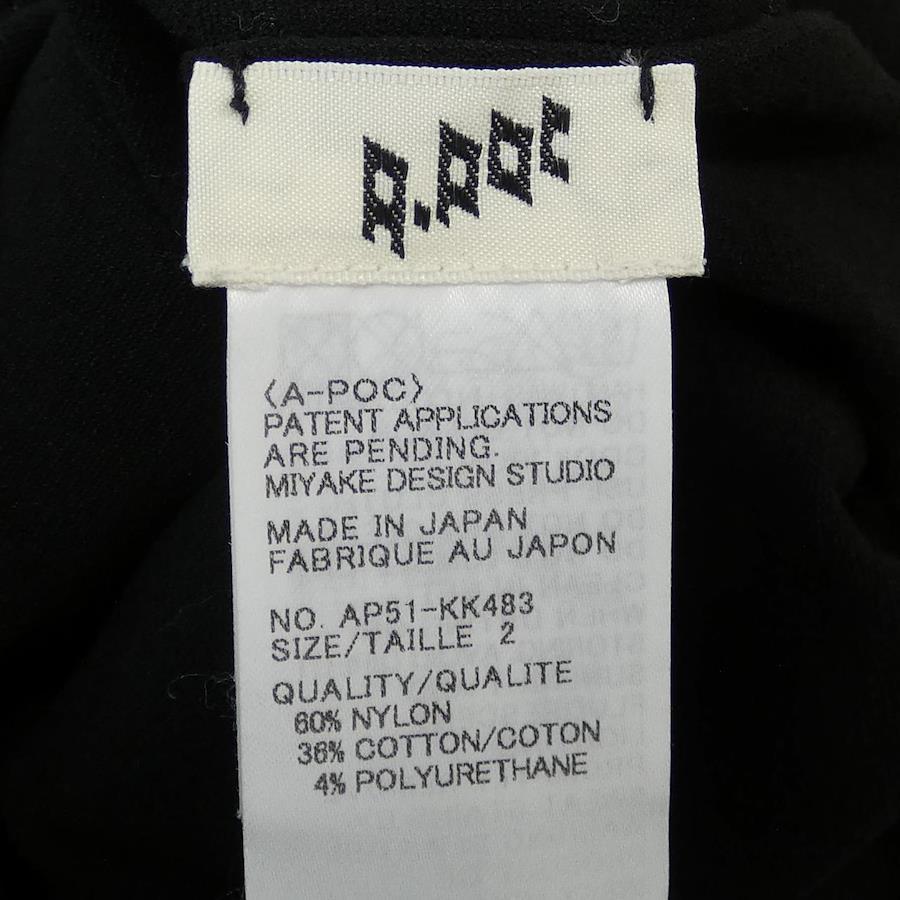 A.POC
〈A-POC〉
PATENT APPLICATIONS
ARE PENDING.
MIYAKE DESIGN STUDIO
MADE IN JAPAN
FABRIQUE AU JAPON
NO. AP51-KK483
SIZE/TAILLE 2
QUALITY/QUALITE
60% NYLON
36% COTTON/COTON
4% POLYURETHANE